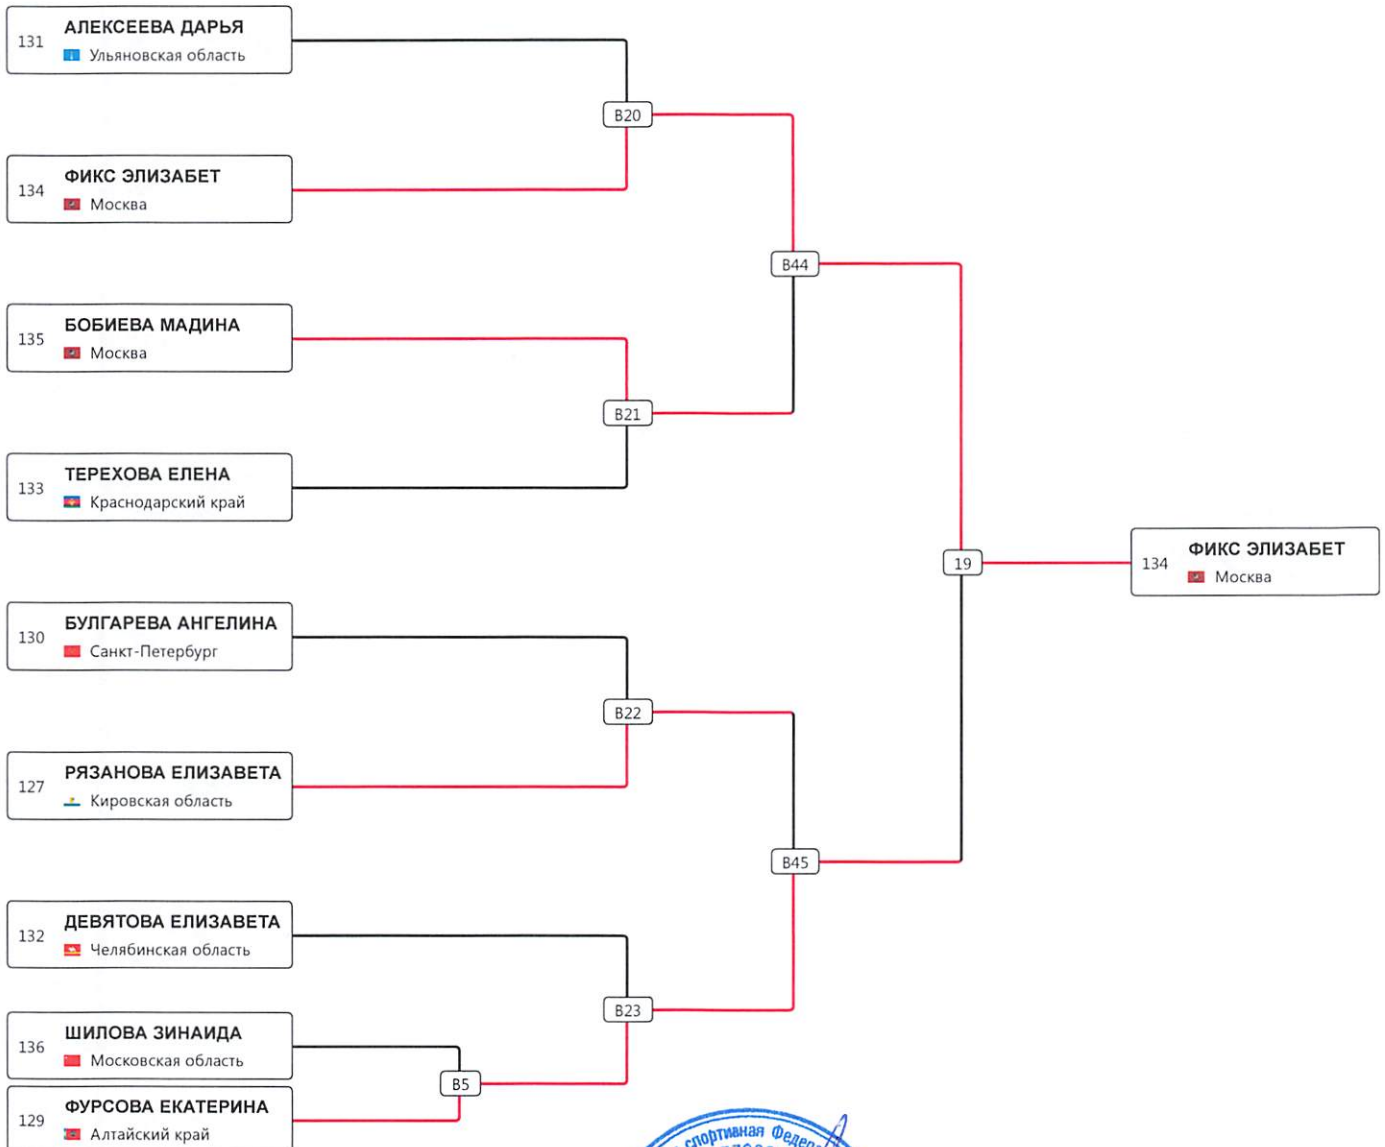 131 АЛЕКСЕЕВА ДАРЬЯ
Ульяновская область
B20
134 ФИКС ЭЛИЗАБЕТ
Москва
B44
135 БОБИЕВА МАДИНА
Москва
B21
133 ТЕРЕХОВА ЕЛЕНА
Краснодарский край
19
134 ФИКС ЭЛИЗАБЕТ
Москва
130 БУЛГАРЕВА АНГЕЛИНА
Санкт-Петербург
B22
127 РЯЗАНОВА ЕЛИЗАВЕТА
Кировская область
B45
132 ДЕВЯТОВА ЕЛИЗАВЕТА
Челябинская область
B23
136 ШИЛОВА ЗИНАИДА
Московская область
B5
129 ФУРСОВА ЕКАТЕРИНА
Алтайский край
спортивная